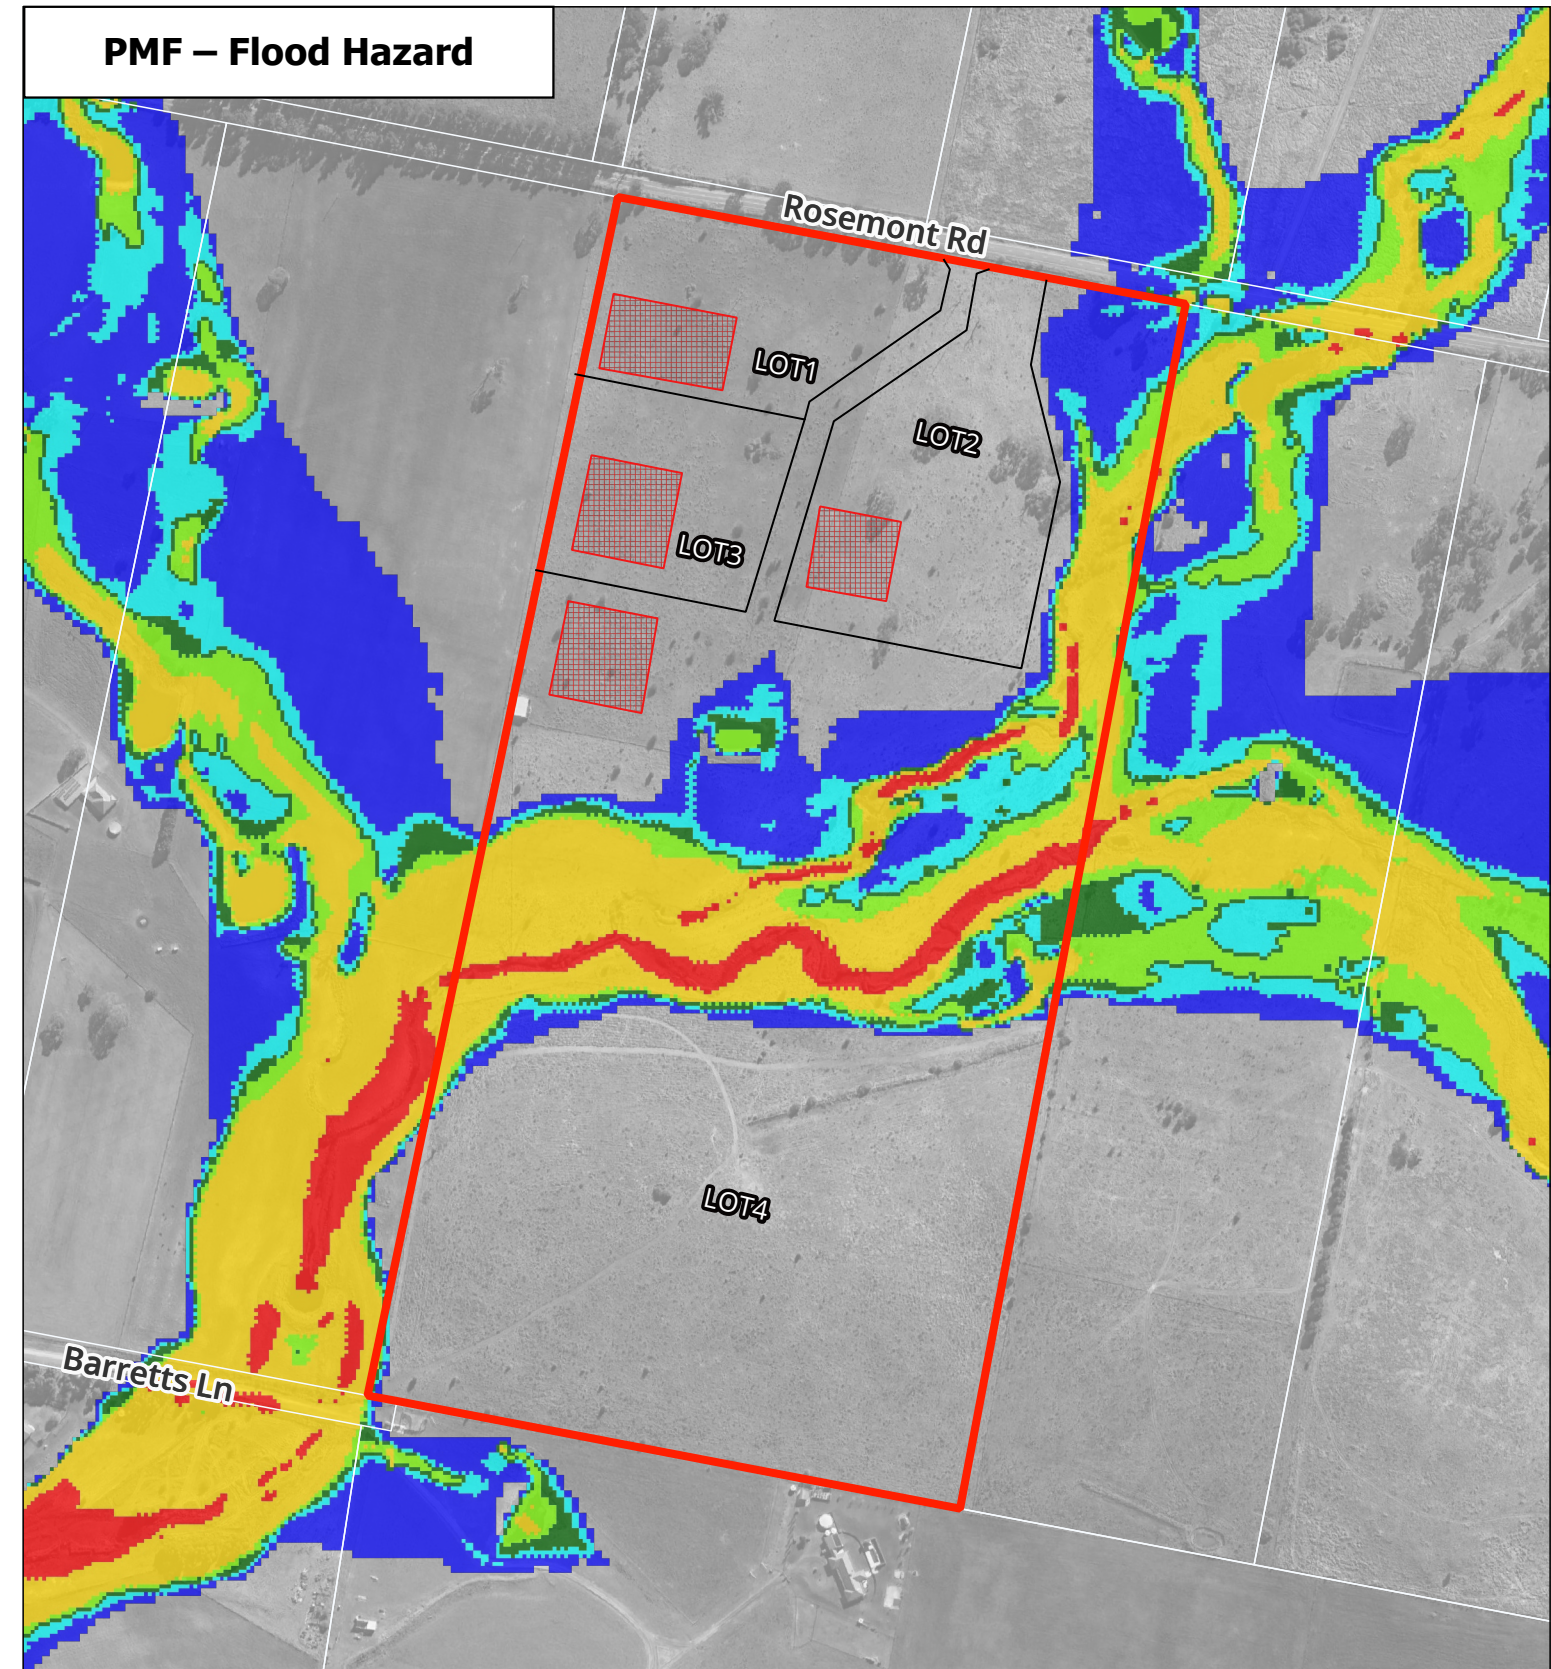 PMF – Flood Hazard
Rosemont Rd
LOT1
LOT2
LOT3
LOT4
Barretts Ln